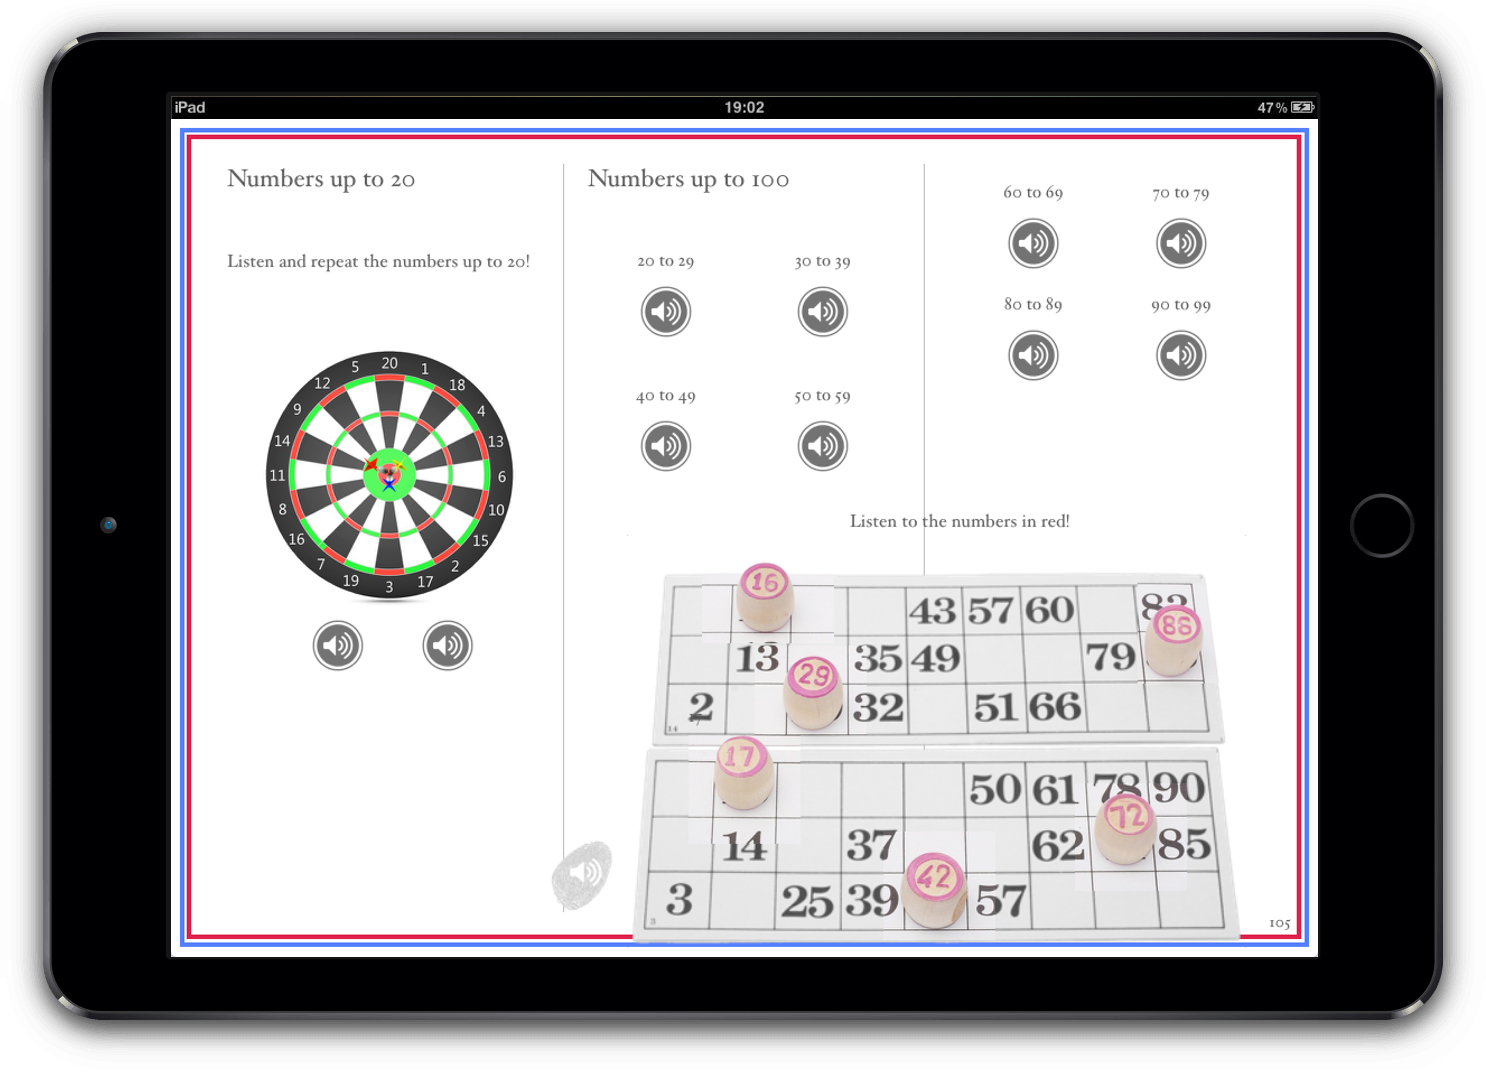 iPad 19:02 47%
Numbers up to 20
Listen and repeat the numbers up to 20!
5 20 1
12 18
9 4
14 13
11 6
8 10
16 15
7 2
19 3 17
Numbers up to 100
20 to 29 30 to 39
40 to 49 50 to 59
60 to 69 70 to 79
80 to 89 90 to 99
Listen to the numbers in red!
16 43 57 60
13 29 35 49 79 86
2 32 51 66
14
17 50 61 78 90
14 37 62 72 85
3 25 39 42 57
3
105